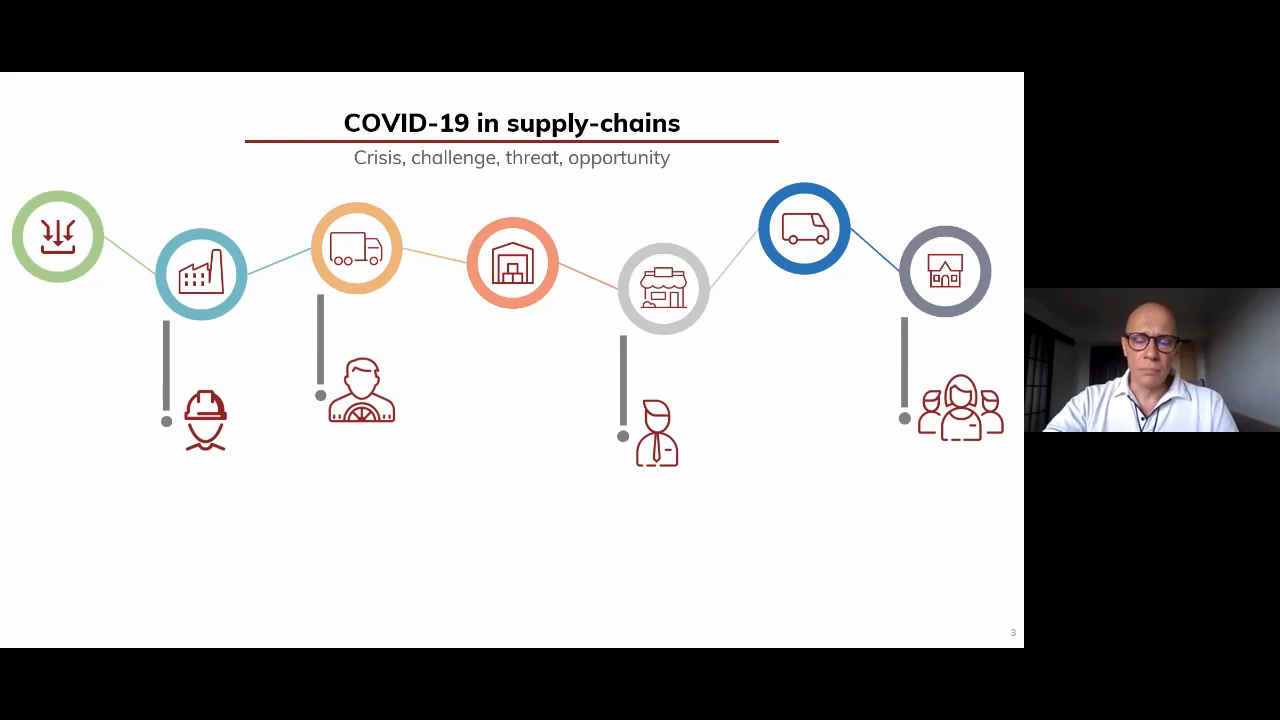 COVID-19 in supply-chains
Crisis, challenge, threat, opportunity
3